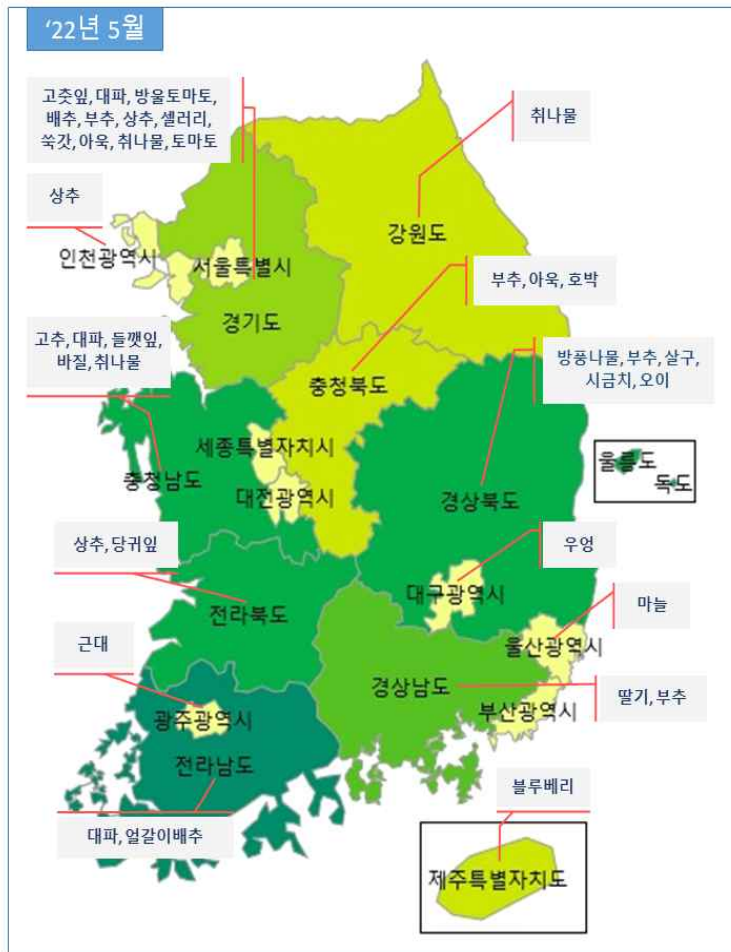 ‘22년 5월
고춧잎, 대파, 방울토마토,
배추, 부추, 상추, 셀러리,
쑥갓, 아욱, 취나물, 토마토
취나물
상추
인천광역시
서울특별시
강원도
경기도
부추, 아욱, 호박
고추, 대파, 들깻잎,
바질, 취나물
방풍나물, 부추, 살구,
시금치, 오이
충청북도
세종특별자치시
충청남도
대전광역시
경상북도
울릉도
독도
상추, 당귀잎
우엉
대구광역시
전라북도
마늘
울산광역시
근대
경상남도
부산광역시
딸기, 부추
광주광역시
전라남도
블루베리
대파, 얼갈이배추
제주특별자치도